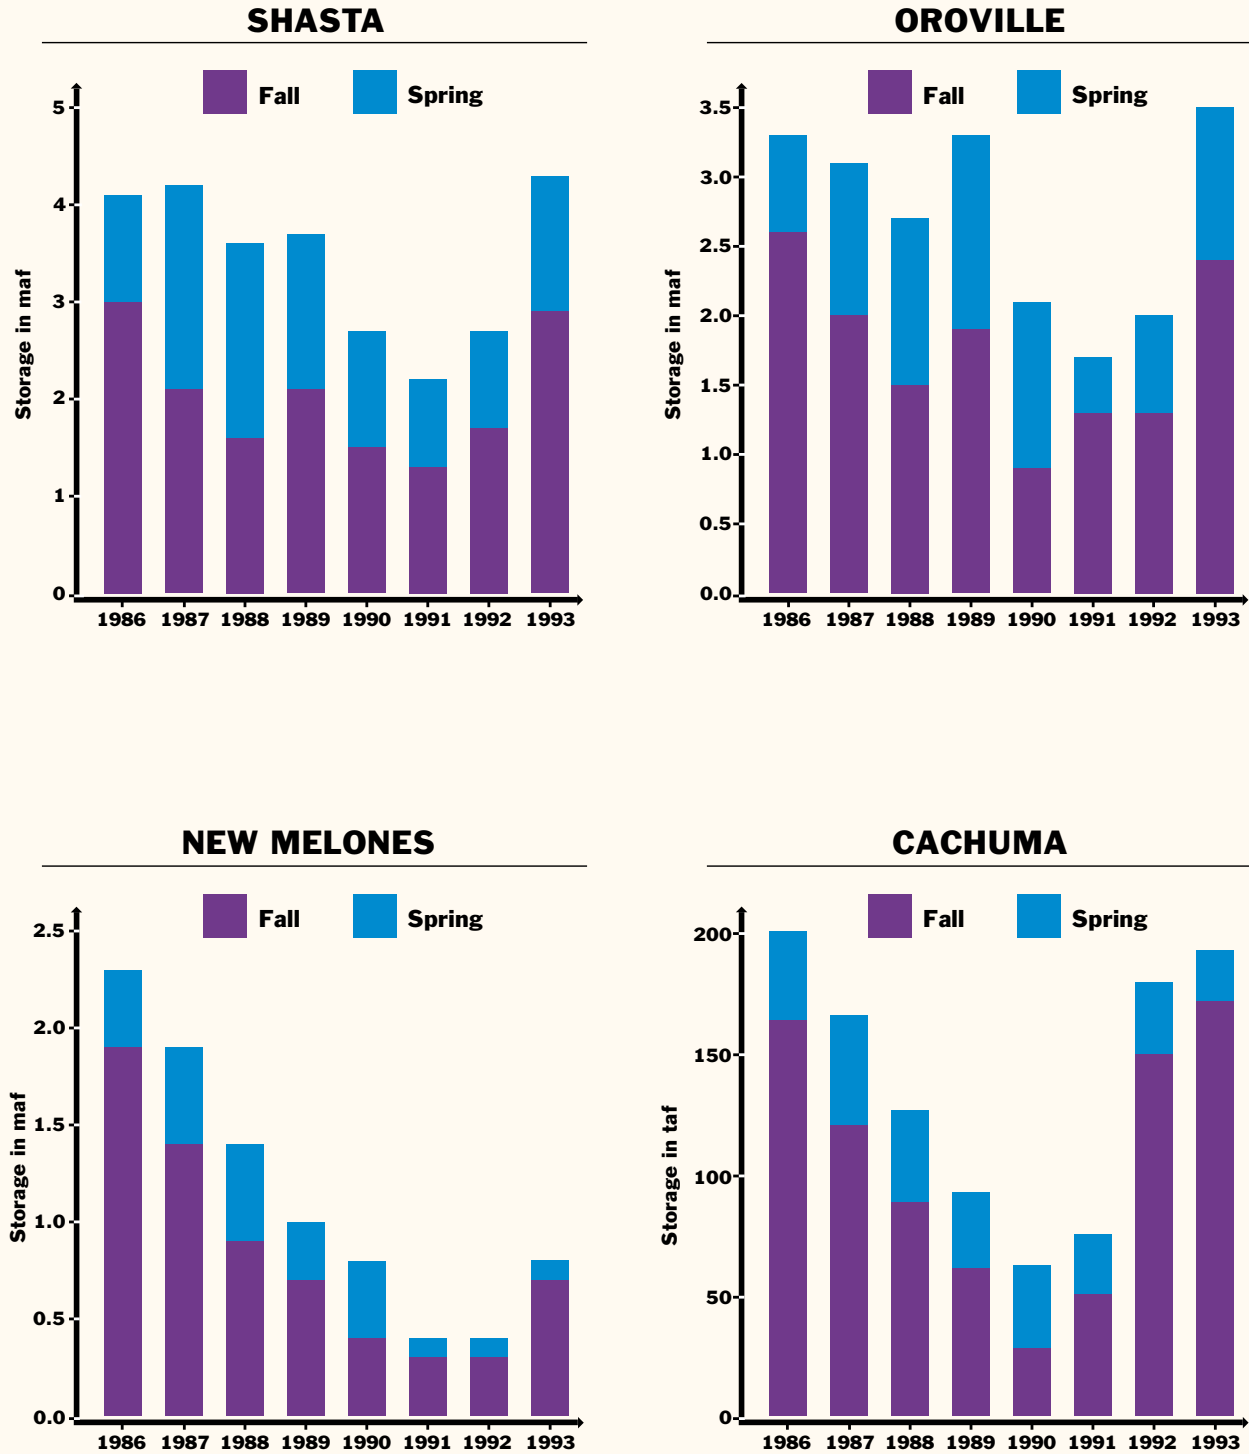 SHASTA
Fall
Spring
5
4
3
2
1
0
Storage in maf
1986 1987 1988 1989 1990 1991 1992 1993
OROVILLE
Fall
Spring
3.5
3.0
2.5
2.0
1.5
1.0
0.5
0.0
Storage in maf
1986 1987 1988 1989 1990 1991 1992 1993
NEW MELONES
Fall
Spring
2.5
2.0
1.5
1.0
0.5
0.0
Storage in maf
1986 1987 1988 1989 1990 1991 1992 1993
CACHUMA
Fall
Spring
200
150
100
50
0
Storage in taf
1986 1987 1988 1989 1990 1991 1992 1993